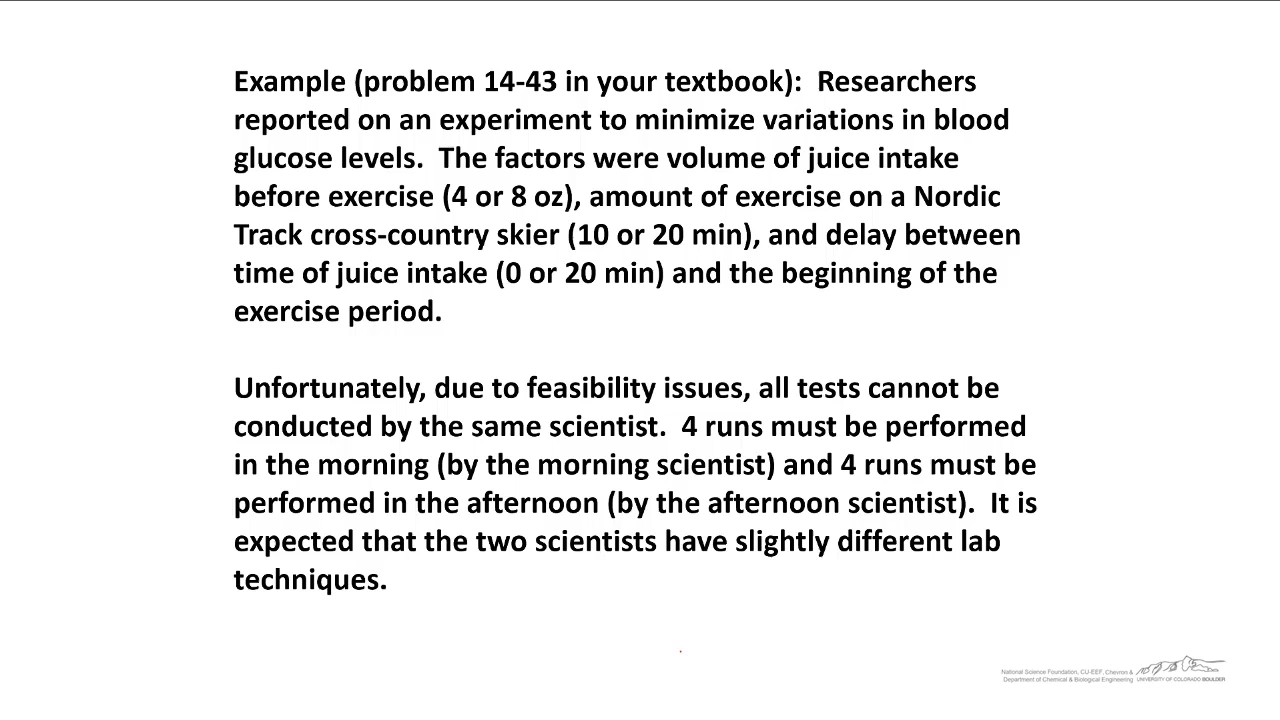 Example (problem 14-43 in your textbook):  Researchers
reported on an experiment to minimize variations in blood
glucose levels.  The factors were volume of juice intake
before exercise (4 or 8 oz), amount of exercise on a Nordic
Track cross-country skier (10 or 20 min), and delay between
time of juice intake (0 or 20 min) and the beginning of the
exercise period.
Unfortunately, due to feasibility issues, all tests cannot be
conducted by the same scientist.  4 runs must be performed
in the morning (by the morning scientist) and 4 runs must be
performed in the afternoon (by the afternoon scientist).  It is
expected that the two scientists have slightly different lab
techniques.
National Science Foundation, CU-EEF, Chevron &
Department of Chemical & Biological Engineering
UNIVERSITY OF COLORADO BOULDER